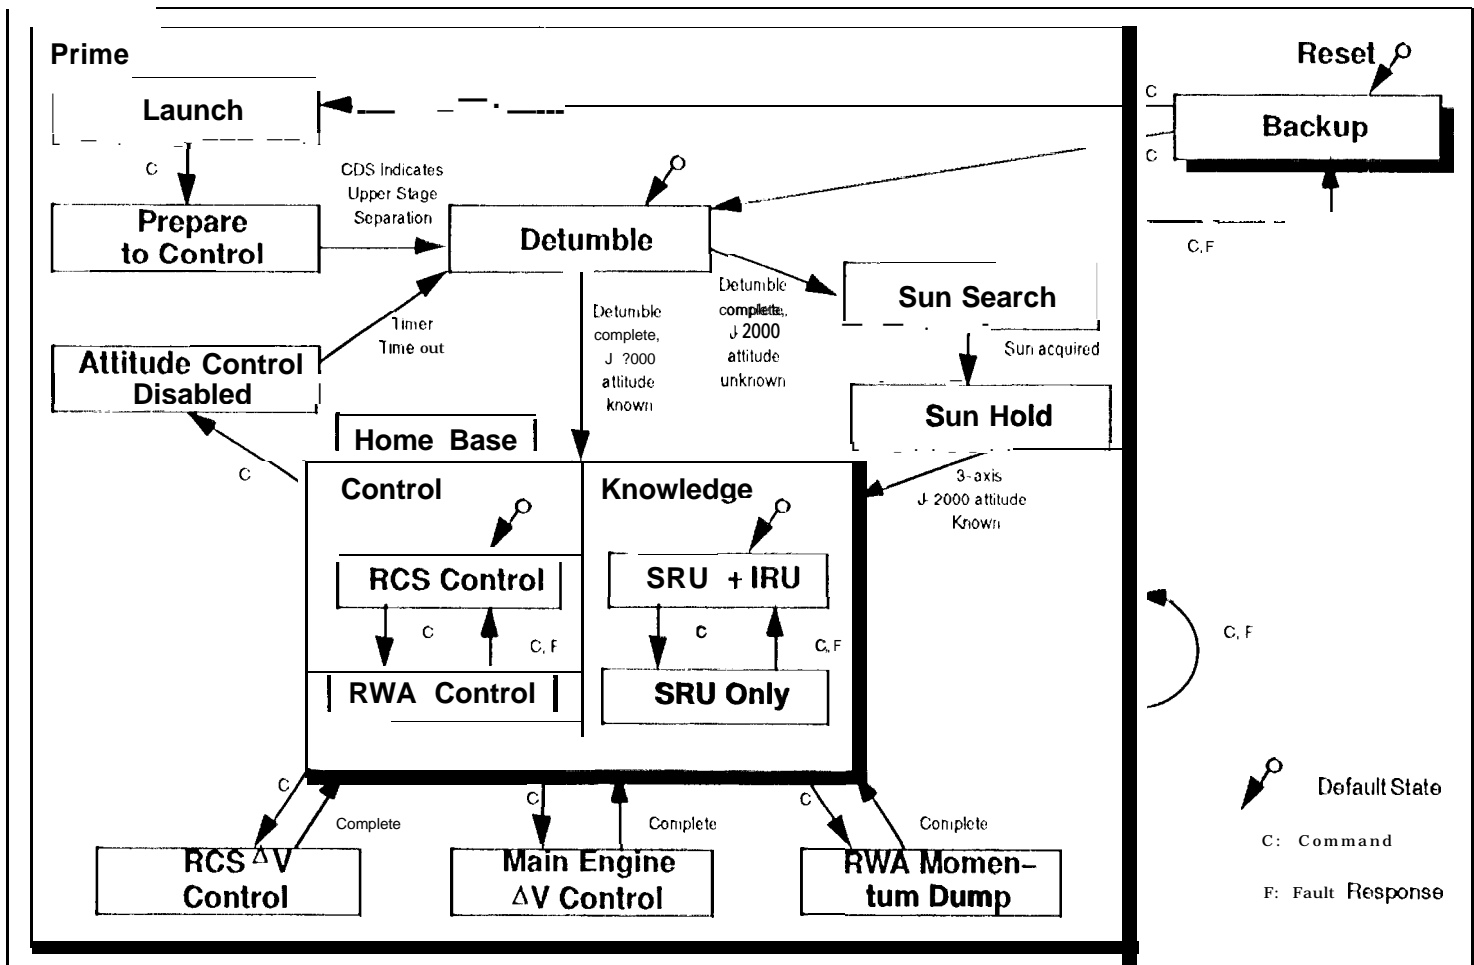 Prime
Reset
Launch
C
Backup
C
C
CDS Indicates
Upper Stage
Separation
Prepare
to Control
Detumble
C,F
Detumble
complete,
J 2000
attitude
unknown
Sun Search
Detumble
complete,
J ?000
attitude
known
Timer
Time out
Sun acquired
Attitude Control
Disabled
Sun Hold
Home Base
C
3-axis
J- 2000 attitude
Known
Control
Knowledge
RCS Control
SRU + IRU
C
C, F
C
C, F
C, F
RWA Control
SRU Only
C
Complete
C
Complete
C
Complete
RCS ΔV
Control
Main Engine
ΔV Control
RWA Momen–
tum Dump
Default State
C: Command
F: Fault Response